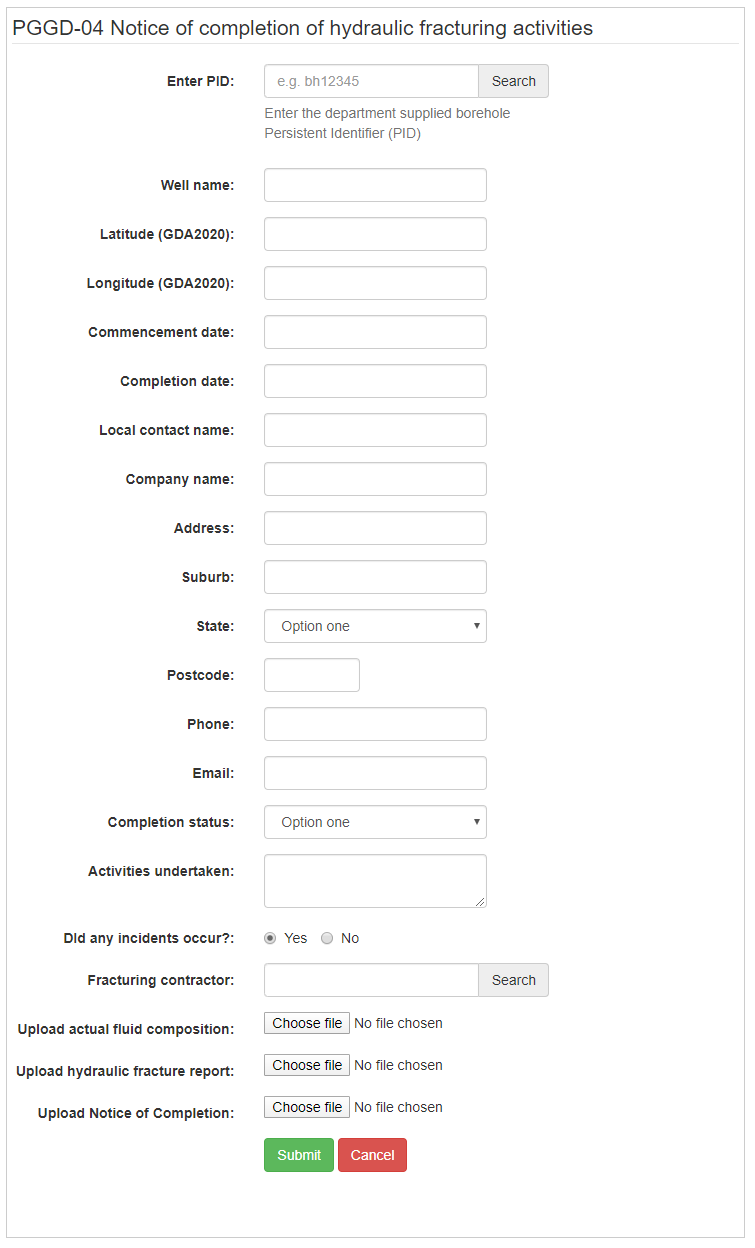 PGGD-04 Notice of completion of hydraulic fracturing activities
Enter PID: e.g. bh12345 Search
Enter the department supplied borehole
Persistent Identifier (PID)
Well name:
Latitude (GDA2020):
Longitude (GDA2020):
Commencement date:
Completion date:
Local contact name:
Company name:
Address:
Suburb:
State: Option one
Postcode:
Phone:
Email:
Completion status: Option one
Activities undertaken:
DId any incidents occur?: Yes No
Fracturing contractor: Search
Upload actual fluid composition: Choose file No file chosen
Upload hydraulic fracture report: Choose file No file chosen
Upload Notice of Completion: Choose file No file chosen
Submit Cancel